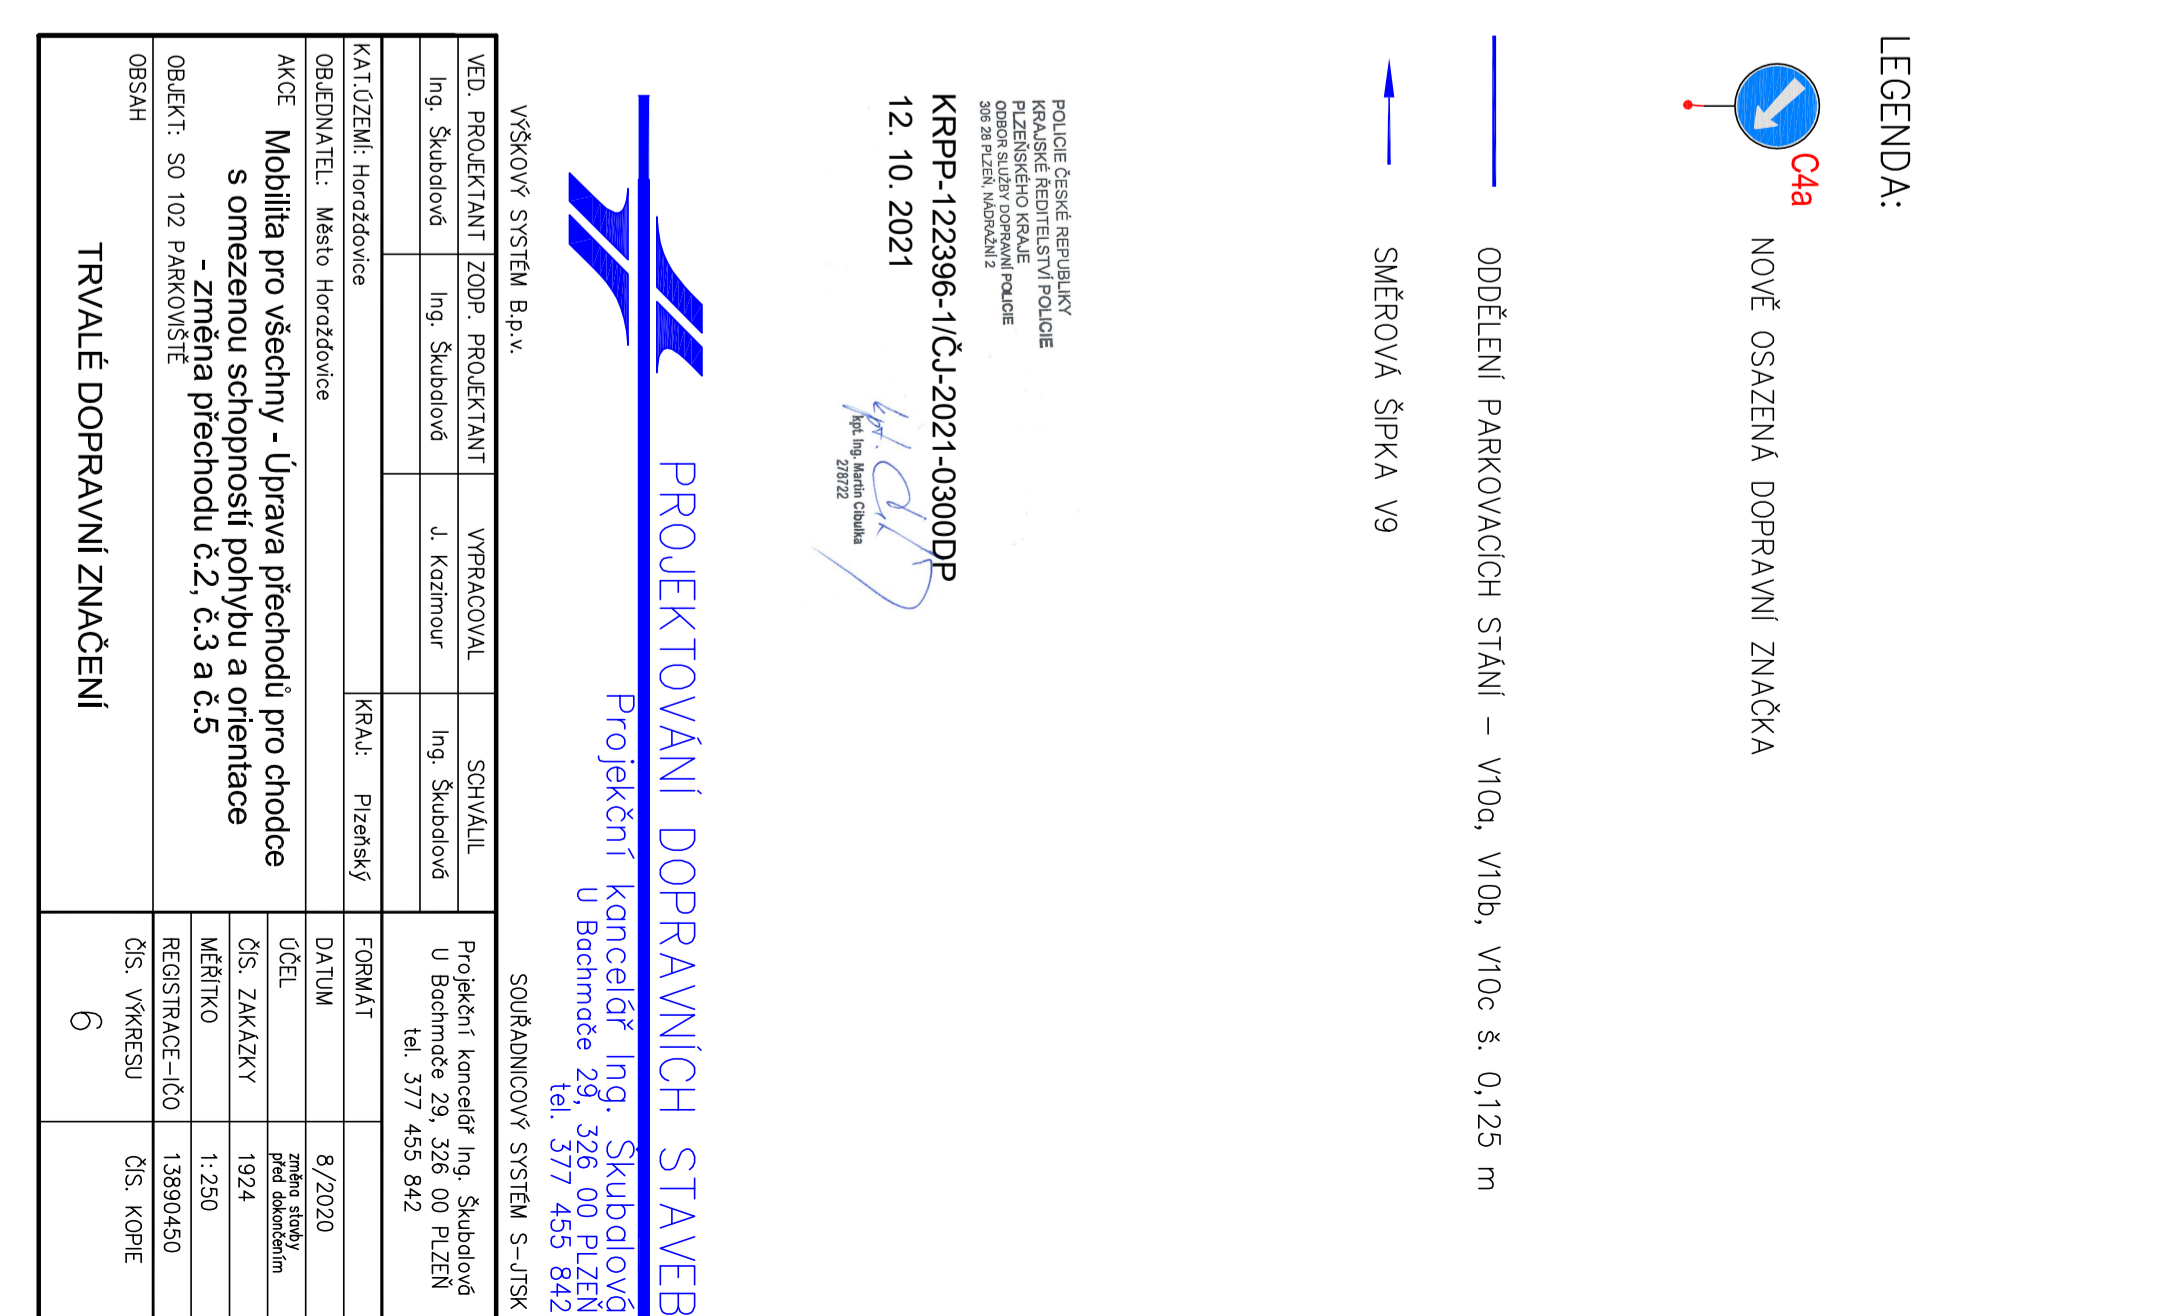 LEGENDA:
C4a
NOVĚ OSAZENÁ DOPRAVNÍ ZNAČKA
ODDĚLENÍ PARKOVACÍCH STÁNÍ – V10a, V10b, V10c š. 0,125 m
SMĚROVÁ ŠIPKA V9
POLICIE ČESKÉ REPUBLIKY
KRAJSKÉ ŘEDITELSTVÍ POLICIE
PLZEŇSKÉHO KRAJE
ODBOR SLUŽBY DOPRAVNÍ POLICIE
306 28 PLZEŇ, NÁDRAŽNÍ 2
KRPP-122396-1/ČJ-2021-0300DP
12. 10. 2021
kpt. Ing. Martin Cibulka
278722
PROJEKTOVÁNÍ DOPRAVNÍCH STAVEB
Projekční kancelář Ing. Škubalová
U Bachmače 29, 326 00 PLZEŇ
tel. 377 455 842
VÝŠKOVÝ SYSTÉM B.p.v.
SOUŘADNICOVÝ SYSTÉM S-JTSK
VED. PROJEKTANT
ZODP. PROJEKTANT
VYPRACOVAL
SCHVÁLIL
Ing. Škubalová
Ing. Škubalová
J. Kazimour
Ing. Škubalová
Projekční kancelář Ing. Škubalová
U Bachmače 29, 326 00 PLZEŇ
tel. 377 455 842
KAT.ÚZEMÍ: Horažďovice
KRAJ: Plzeňský
FORMÁT
OBJEDNATEL: Město Horažďovice
DATUM
8/2020
AKCE Mobilita pro všechny - Úprava přechodů pro chodce
s omezenou schopností pohybu a orientace
- změna přechodu č.2, č.3 a č.5
ÚČEL
změna stavby
před dokončením
ČÍS. ZAKÁZKY
1924
MĚŘÍTKO
1:250
OBJEKT: SO 102 PARKOVIŠTĚ
REGISTRACE-IČO
13890450
OBSAH
TRVALÉ DOPRAVNÍ ZNAČENÍ
ČÍS. VÝKRESU
6
ČÍS. KOPIE